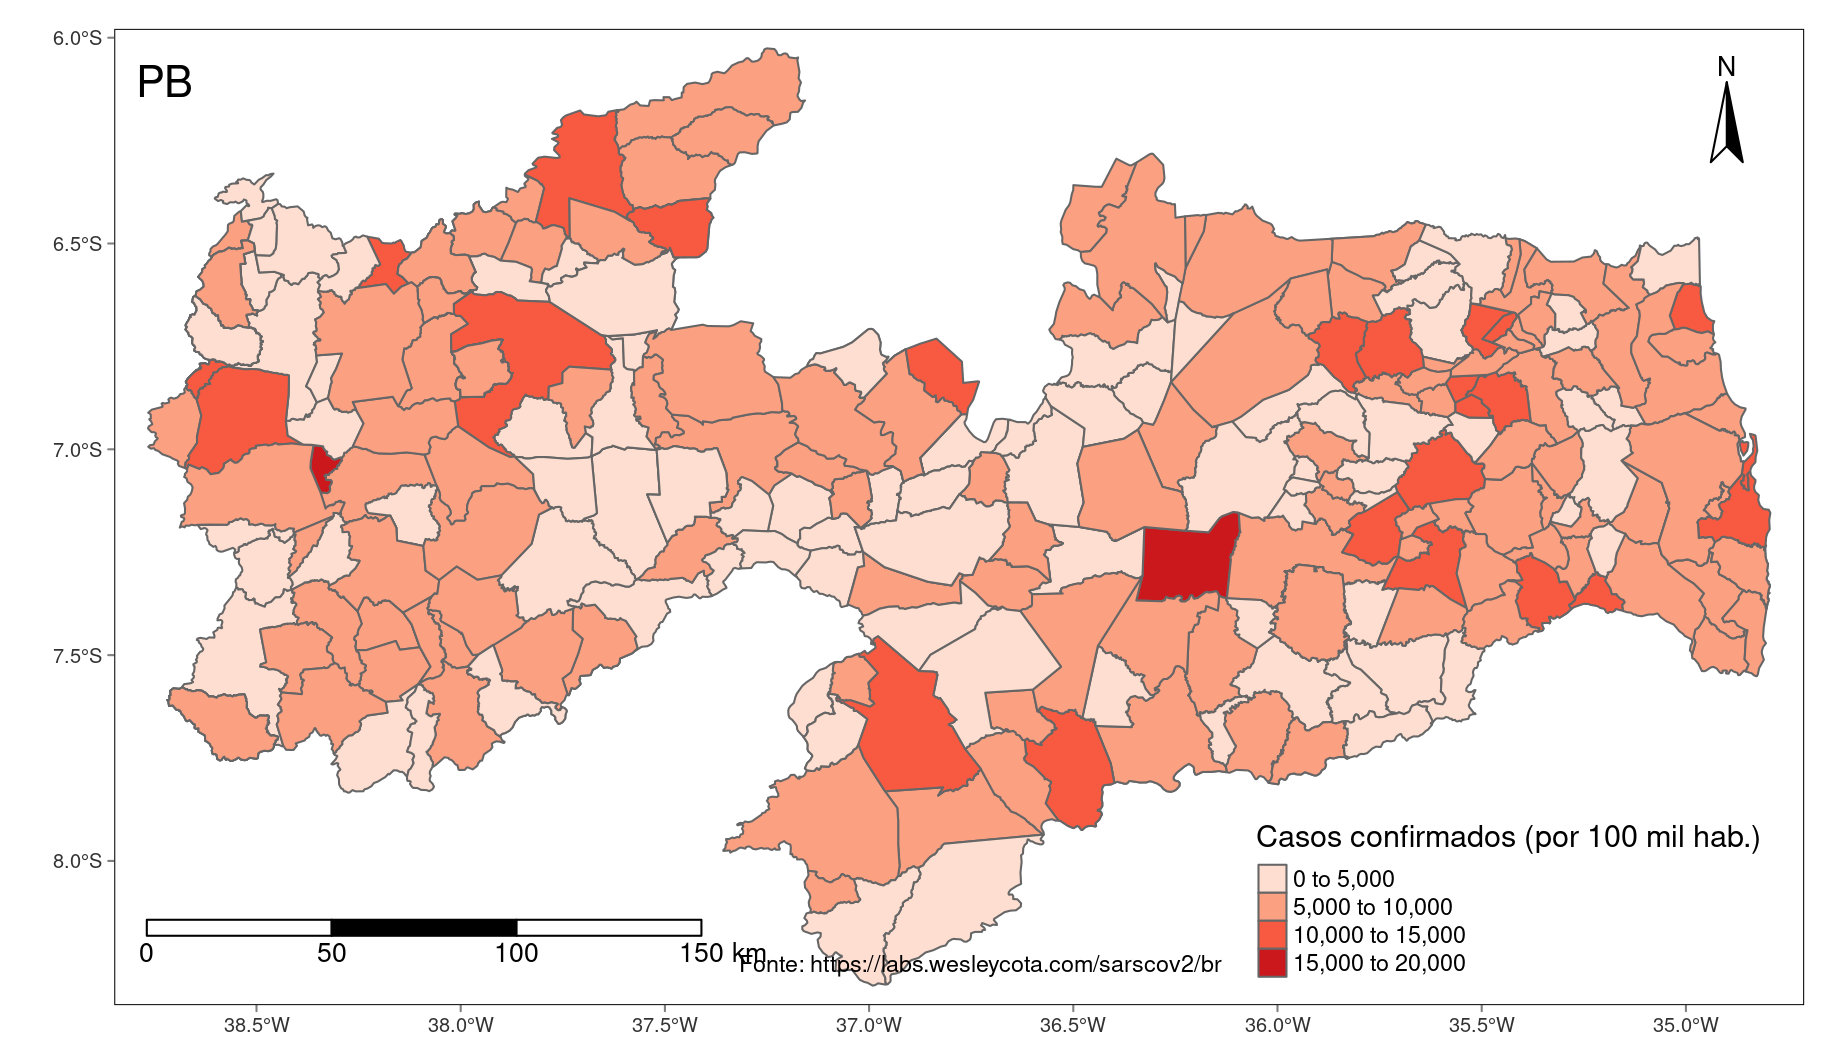 6.0°S
PB
N
6.5°S
7.0°S
7.5°S
8.0°S
Casos confirmados (por 100 mil hab.)
0 to 5,000
5,000 to 10,000
10,000 to 15,000
15,000 to 20,000
0 50 100 150 km
Fonte: https://labs.wesleycota.com/sarscov2/br
38.5°W 38.0°W 37.5°W 37.0°W 36.5°W 36.0°W 35.5°W 35.0°W